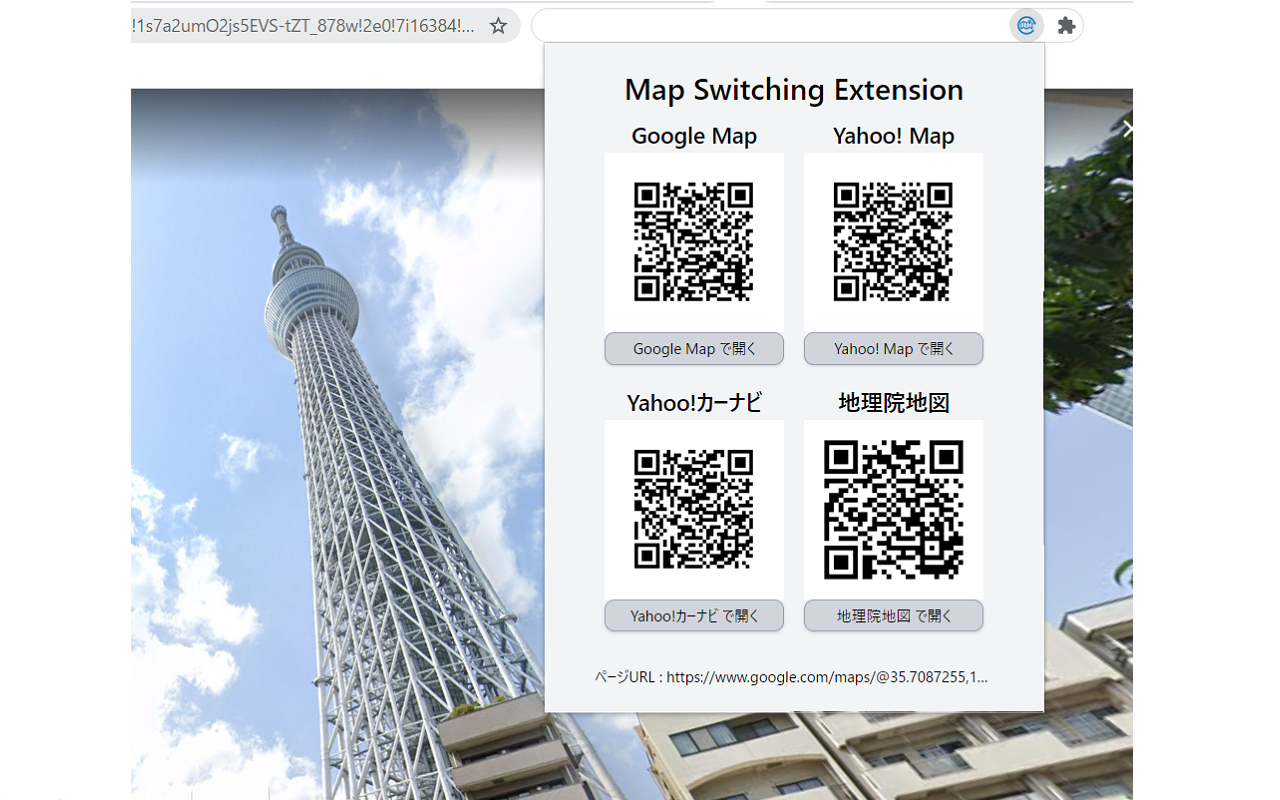 !1s7a2umO2js5EVS-tZT_878w!2e0!7i16384!...
Map Switching Extension
Google Map
Yahoo! Map
Google Map で開く
Yahoo! Map で開く
Yahoo!カーナビ
地理院地図
Yahoo!カーナビ で開く
地理院地図 で開く
ページURL : https://www.google.com/maps/@35.7087255,1...